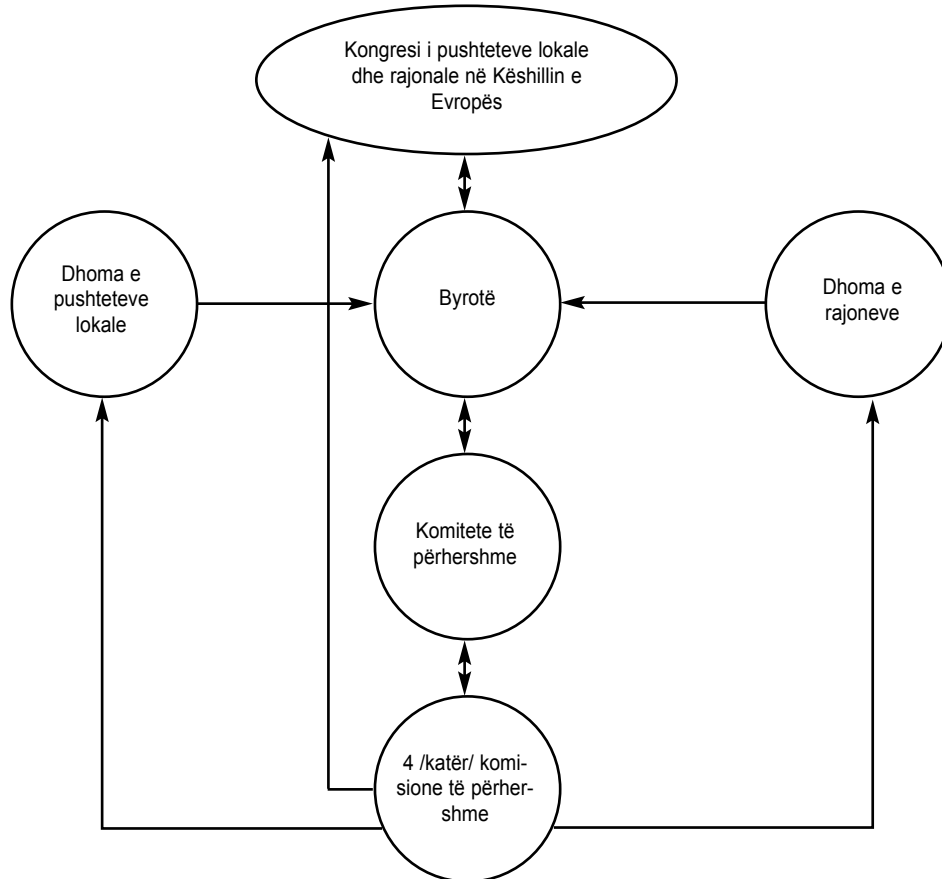 Kongresi i pushteteve lokale
dhe rajonale në Këshillin e
Evropës
Dhoma e
pushteteve
lokale
Byrotë
Dhoma e
rajoneve
Komitete të
përhershme
4 /katër/ komi-
sione të përher-
shme